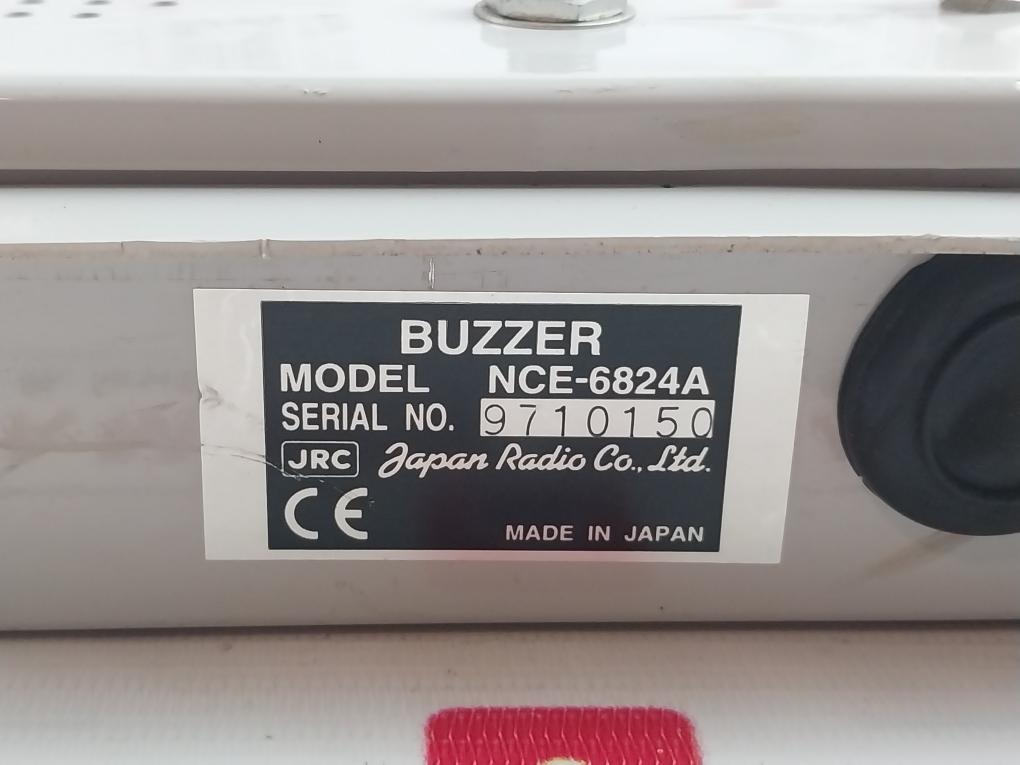 BUZZER
MODEL NCE-6824A
SERIAL NO. 9710150
JRC Japan Radio Co., Ltd.
CE
MADE IN JAPAN